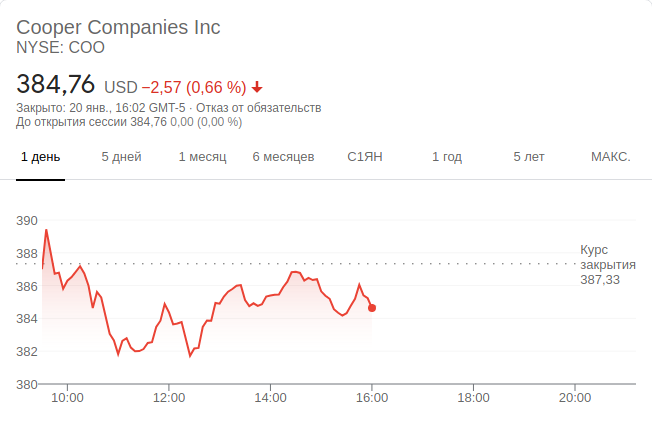 Cooper Companies Inc
NYSE: COO
384,76 USD −2,57 (0,66 %)
Закрыто: 20 янв., 16:02 GMT-5 · Отказ от обязательств
До открытия сессии 384,76 0,00 (0,00 %)
1 день 5 дней 1 месяц 6 месяцев С1ЯН 1 год 5 лет МАКС.
390
388
386
384
382
380
Курс
закрытия
387,33
10:00 12:00 14:00 16:00 18:00 20:00